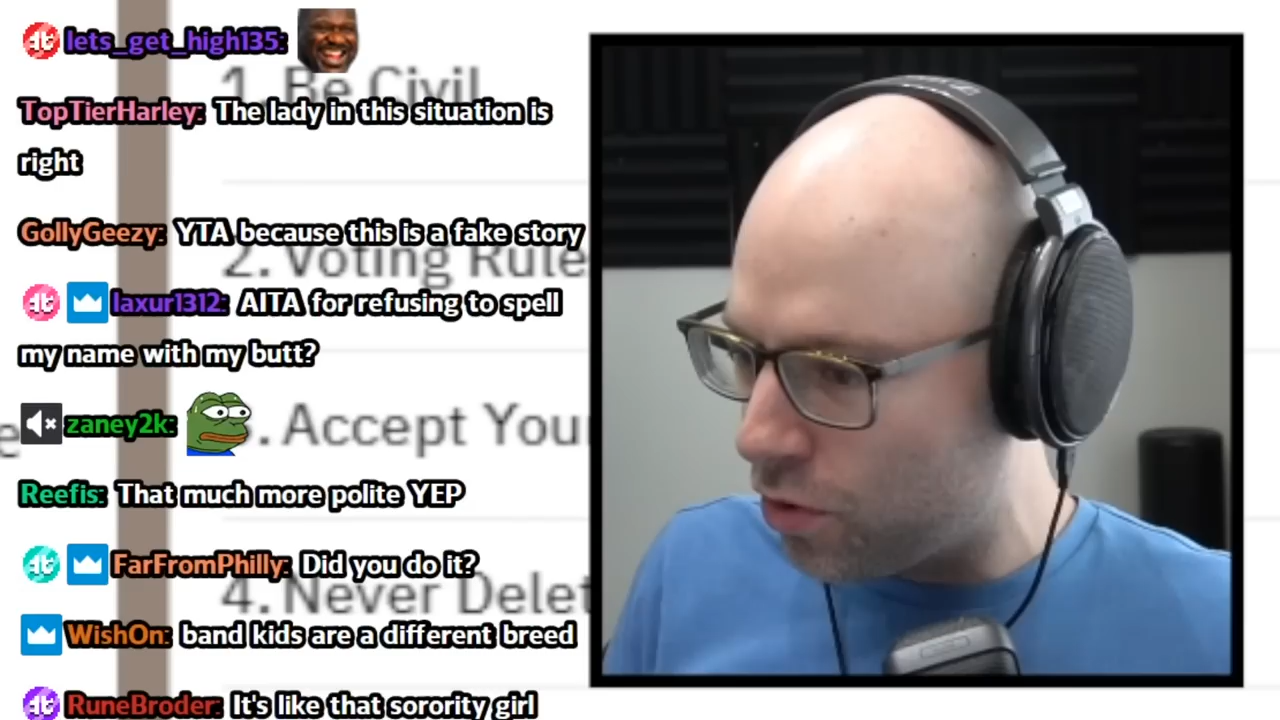 lets_get_high135:
1. Be Civil
TopTierHarley: The lady in this situation is
right
GollyGeezy: YTA because this is a fake story
2. Voting Rule
laxur1312: AITA for refusing to spell
my name with my butt?
zaney2k:
. Accept You
Reefis: That much more polite YEP
FarFromPhilly: Did you do it?
4. Never Delet
WishOn: band kids are a different breed
RuneBroder: It's like that sorority girl